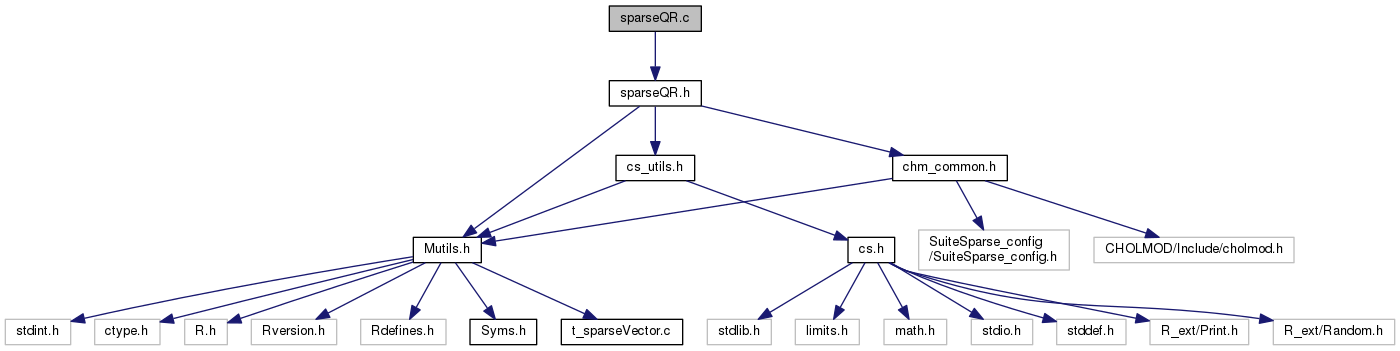 sparseQR.c
sparseQR.h
cs_utils.h
chm_common.h
Mutils.h
cs.h
SuiteSparse_config
/SuiteSparse_config.h
CHOLMOD/Include/cholmod.h
stdint.h
ctype.h
R.h
Rversion.h
Rdefines.h
Syms.h
t_sparseVector.c
stdlib.h
limits.h
math.h
stdio.h
stddef.h
R_ext/Print.h
R_ext/Random.h